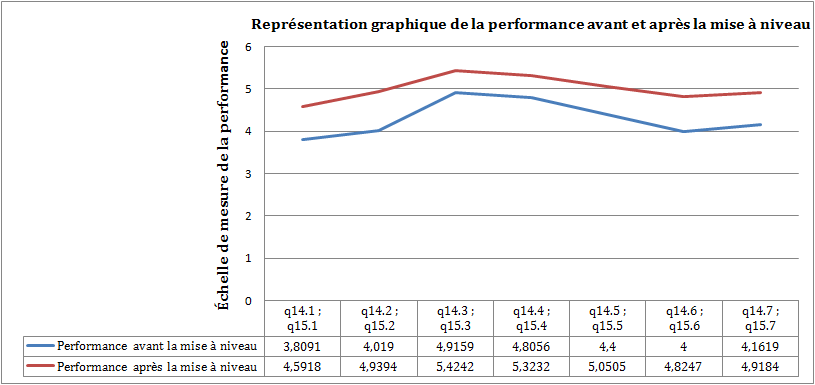 Représentation graphique de la performance avant et après la mise à niveau
Échelle de mesure de la performance
6
5
4
3
2
1
0
q14.1 ; q14.2 ; q14.3 ; q14.4 ; q14.5 ; q14.6 ; q14.7 ;
q15.1 q15.2 q15.3 q15.4 q15.5 q15.6 q15.7
Performance avant la mise à niveau 3,8091 4,019 4,9159 4,8056 4,4 4 4,1619
Performance après la mise à niveau 4,5918 4,9394 5,4242 5,3232 5,0505 4,8247 4,9184